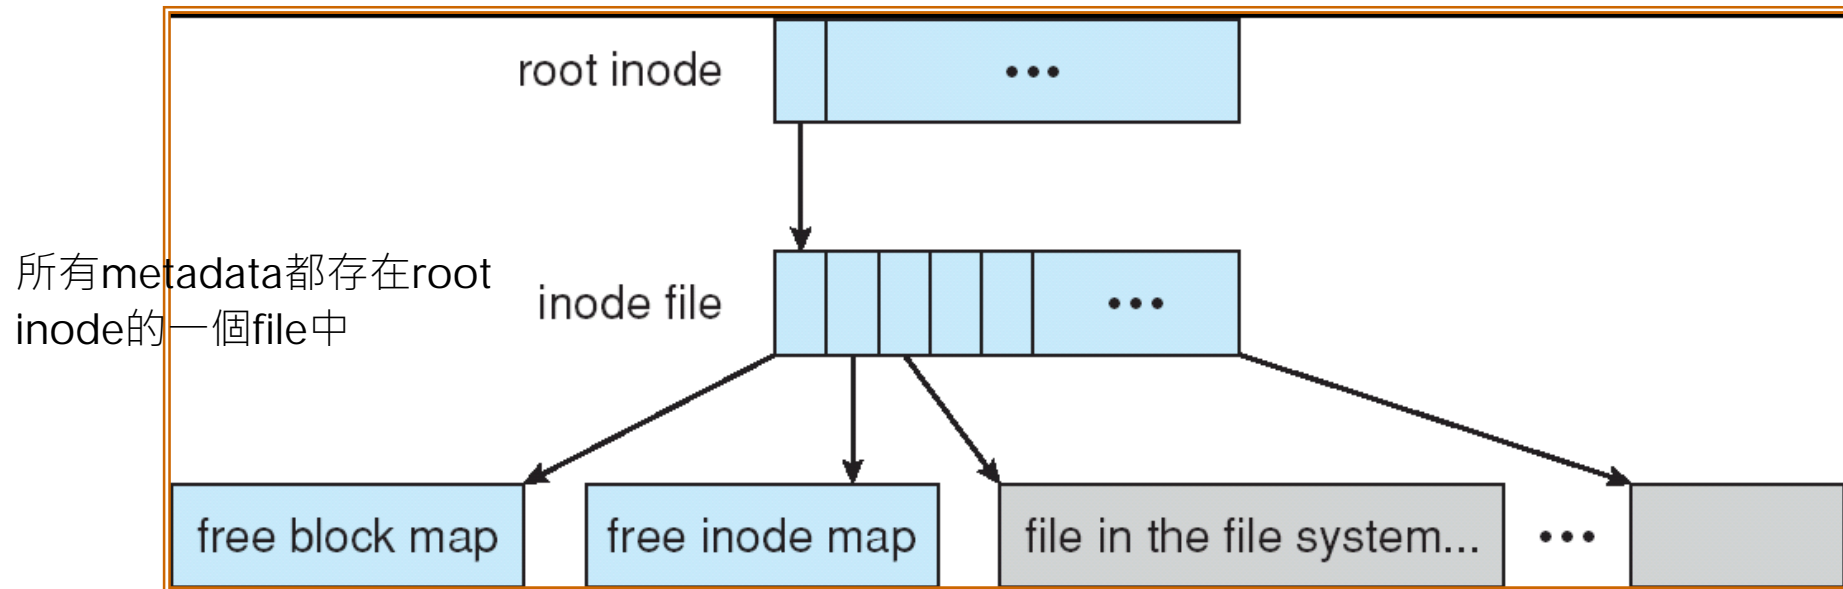 root inode
•••
所有metadata都存在root
inode的一個file中
inode file
•••
free block map
free inode map
file in the file system...
•••